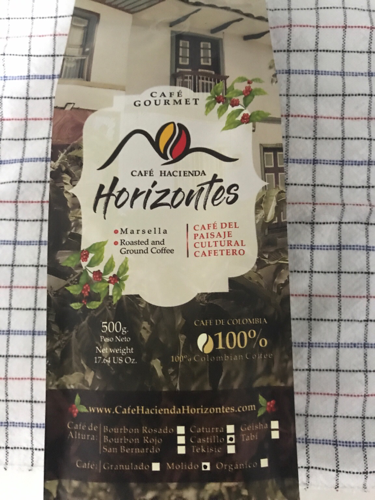 CAFÉ
GOURMET
CAFÉ HACIENDA
Horizontes
Marsella
Roasted and
Ground Coffee
CAFÉ DEL
PAISAJE
CULTURAL
CAFETERO
500g.
Peso Neto
Net weight
17.64 US Oz.
CAFÉ DE COLOMBIA
100%
100% Colombian Coffee
www.CafeHaciendaHorizontes.com
Café de Altura:
Bourbon Rosado Caturra Geisha
Bourbon Rojo Castillo Tabi
San Bernardo Tekisic
Café: Granulado Molido Orgánico